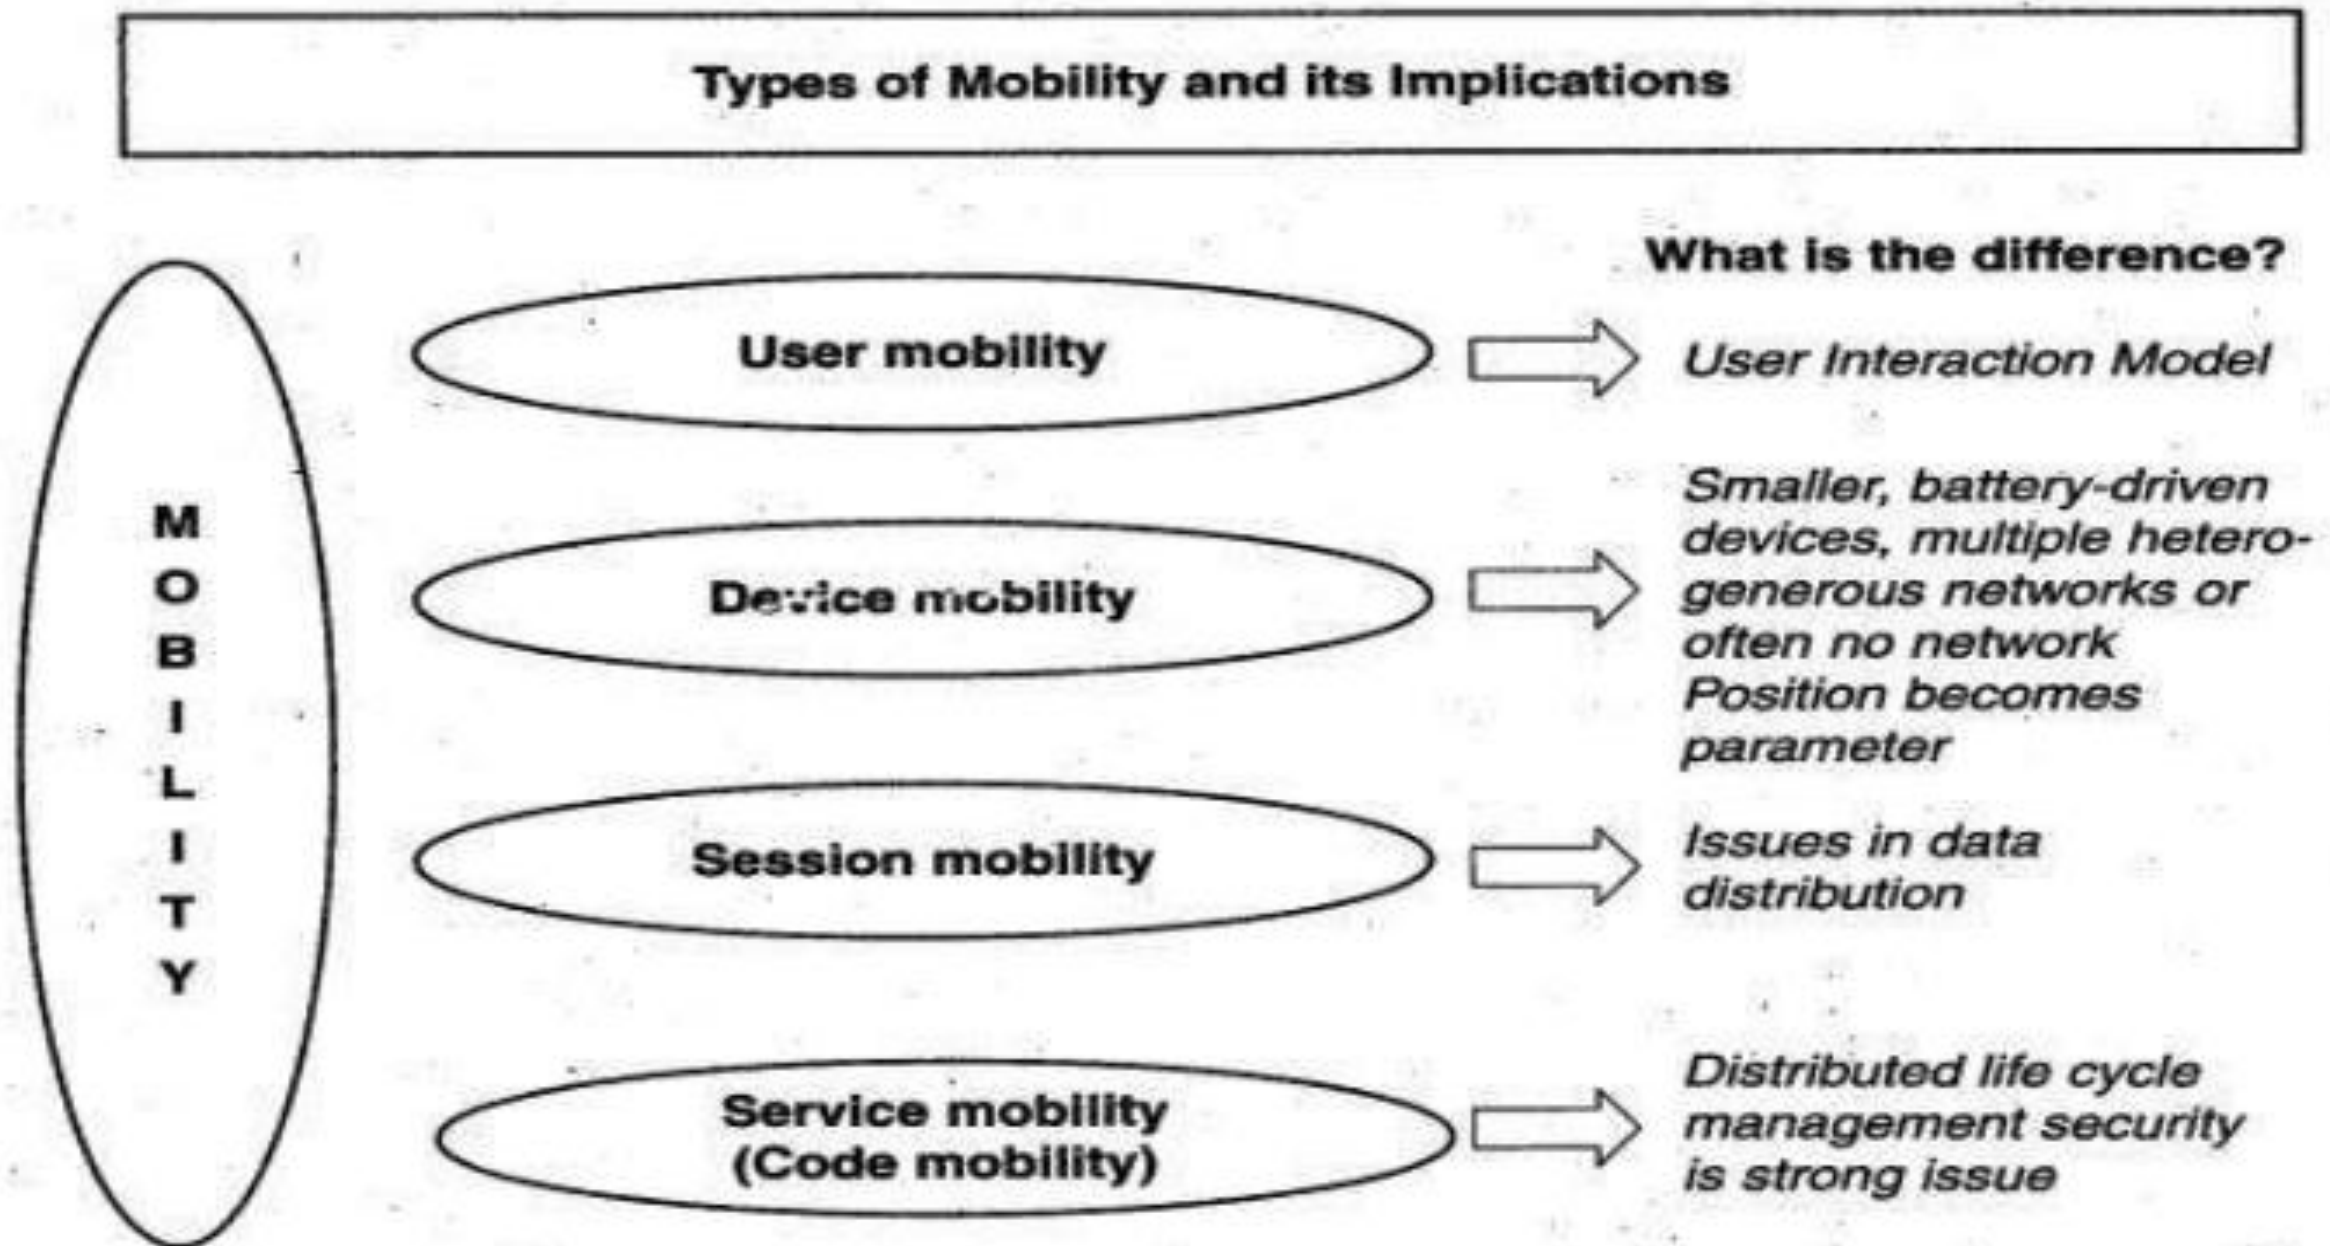 Types of Mobility and its Implications
What is the difference?
MOBILITY
User mobility
User Interaction Model
Device mobility
Smaller, battery-driven
devices, multiple hetero-
generous networks or
often no network
Position becomes
parameter
Session mobility
Issues in data
distribution
Service mobility
(Code mobility)
Distributed life cycle
management security
is strong issue